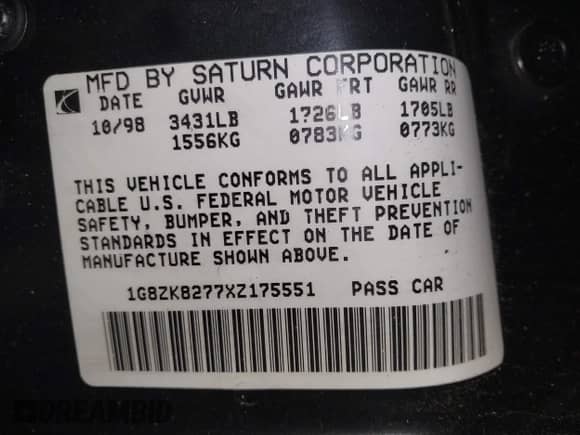 MFD BY SATURN CORPORATION
DATE GVWR GAWR FRT GAWR RR
10/98 3431LB 1726LB 1705LB
1556KG 0783KG 0773KG
THIS VEHICLE CONFORMS TO ALL APPLI-
CABLE U.S. FEDERAL MOTOR VEHICLE
SAFETY, BUMPER, AND THEFT PREVENTION
STANDARDS IN EFFECT ON THE DATE OF
MANUFACTURE SHOWN ABOVE.
1G8ZK8277XZ175551 PASS CAR
DREAMBID